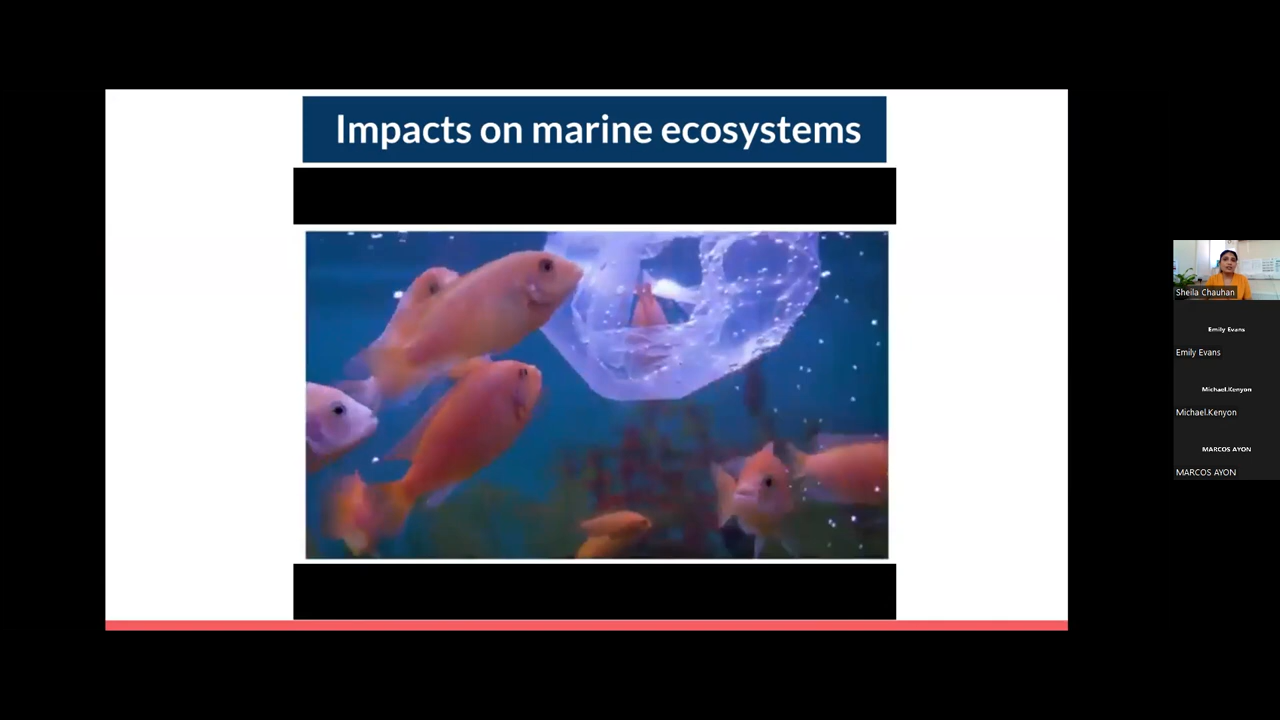 Impacts on marine ecosystems
Sheila Chauhan
Emily Evans
Emily Evans
Michael.Kenyon
Michael.Kenyon
MARCOS AYON
MARCOS AYON